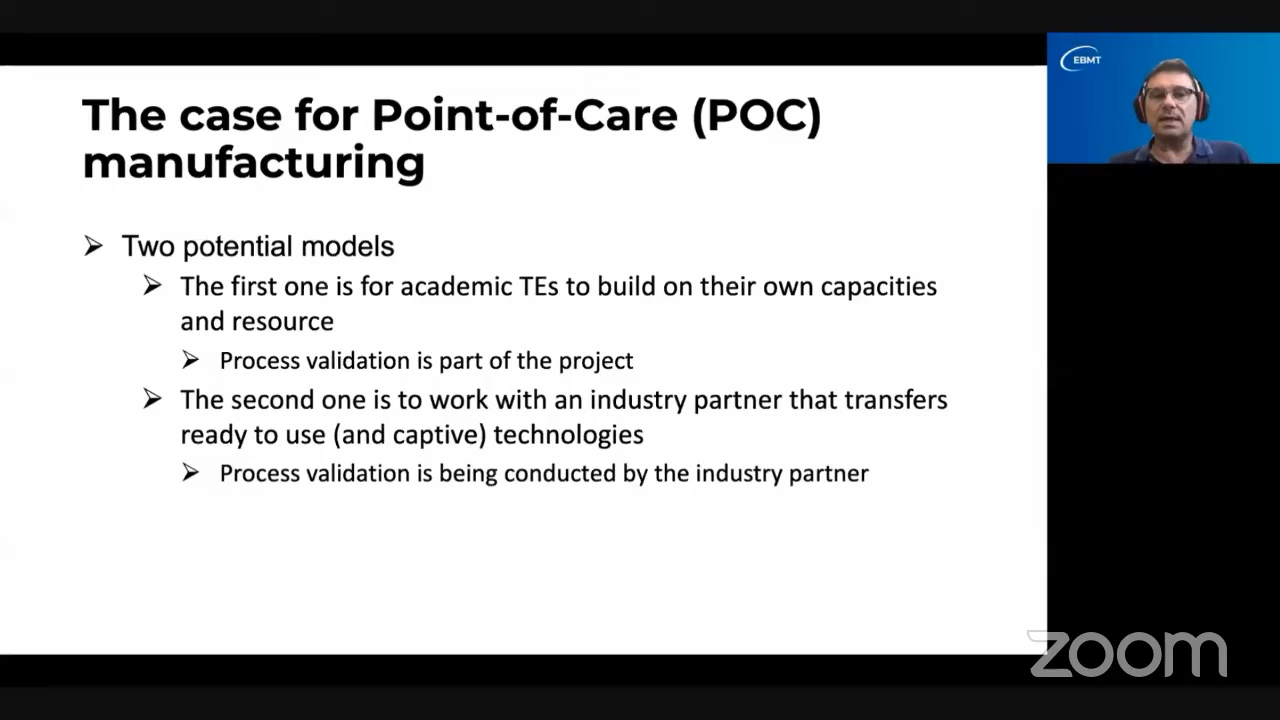 The case for Point-of-Care (POC)
manufacturing
➢ Two potential models
➢ The first one is for academic TEs to build on their own capacities
and resource
➢ Process validation is part of the project
➢ The second one is to work with an industry partner that transfers
ready to use (and captive) technologies
➢ Process validation is being conducted by the industry partner
EBMT
zoom